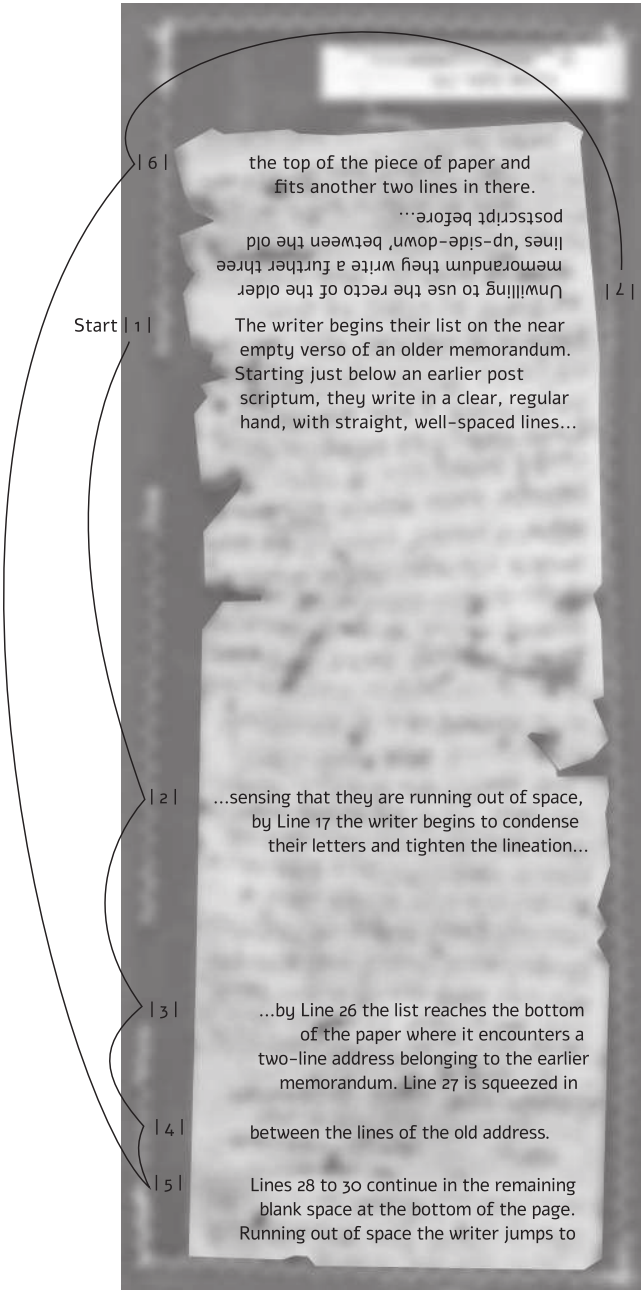 Start |1|
The writer begins their list on the near
empty verso of an older memorandum.
Starting just below an earlier post
scriptum, they write in a clear, regular
hand, with straight, well-spaced lines...
|2|
...sensing that they are running out of space,
by Line 17 the writer begins to condense
their letters and tighten the lineation...
|3|
...by Line 26 the list reaches the bottom
of the paper where it encounters a
two-line address belonging to the earlier
memorandum. Line 27 is squeezed in
|4|
between the lines of the old address.
|5|
Lines 28 to 30 continue in the remaining
blank space at the bottom of the page.
Running out of space the writer jumps to
|6|
the top of the piece of paper and
fits another two lines in there.
|7|
Unwilling to use the recto of the older
memorandum they write a further three
lines ‘up-side-down’ between the old
postscript before...